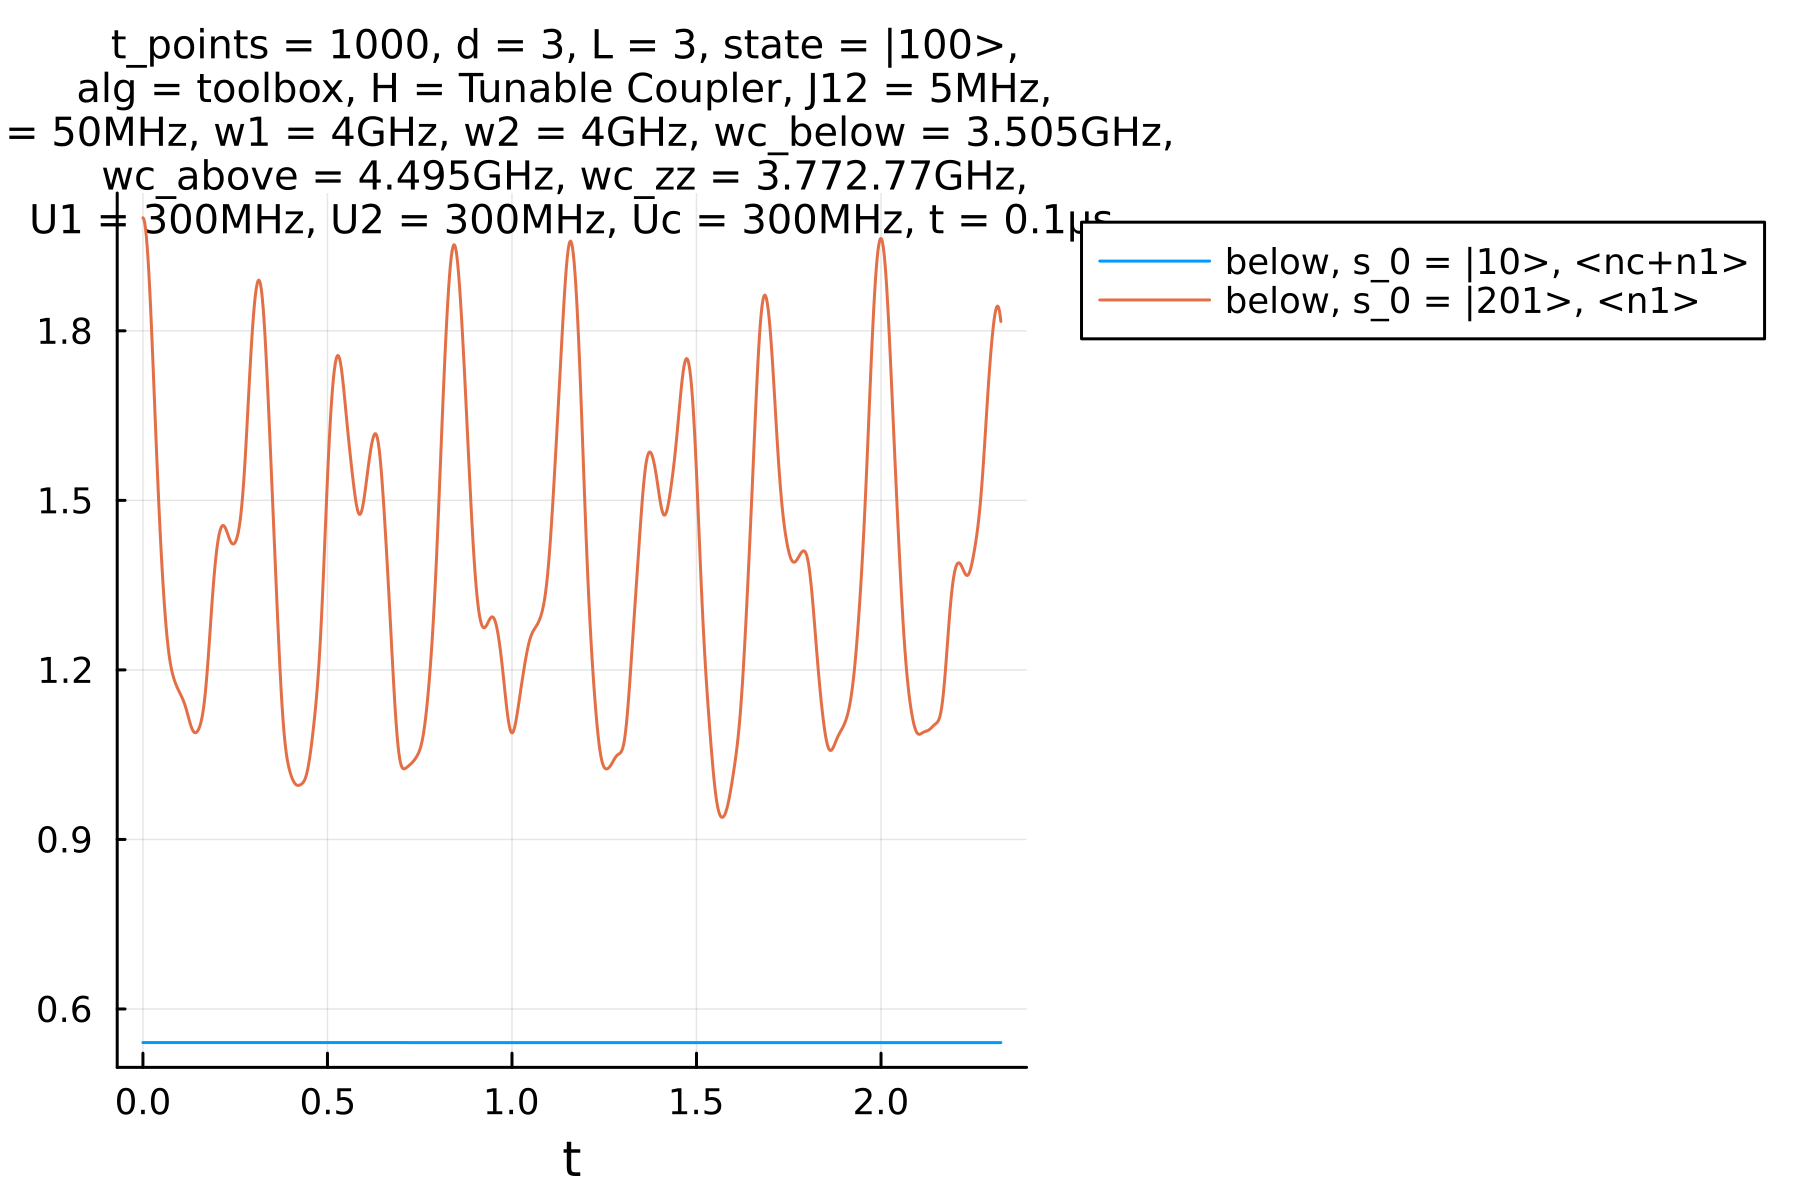 t_points = 1000, d = 3, L = 3, state = |100>,
alg = toolbox, H = Tunable Coupler, J12 = 5MHz,
= 50MHz, w1 = 4GHz, w2 = 4GHz, wc_below = 3.505GHz,
wc_above = 4.495GHz, wc_zz = 3.772.77GHz,
U1 = 300MHz, U2 = 300MHz, Uc = 300MHz, t = 0.1μs
below, s_0 = |10>, <nc+n1>
below, s_0 = |201>, <n1>
1.8
1.5
1.2
0.9
0.6
0.0 0.5 1.0 1.5 2.0
t